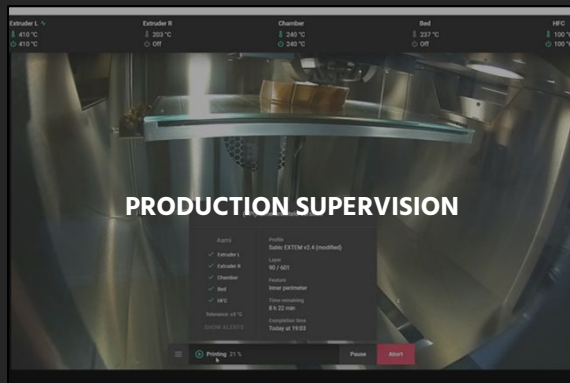 Extruder L
Extruder R
Chamber
Bed
HFC
410 °C
203 °C
240 °C
237 °C
100 °
410 °C
Off
240 °C
Off
100 °
PRODUCTION SUPERVISION
Profile
Sabic EXTEM v2.4 (modified)
Extruder L
Extruder R
Chamber
Bed
HFC
Layer
90 / 601
Feature
Inner perimeter
Time remaining
8 h 22 min
Tolerance: ±5 °C
SHOW ALERTS
Completion time
Today at 19:03
Printing 21 %
Pause
Abort